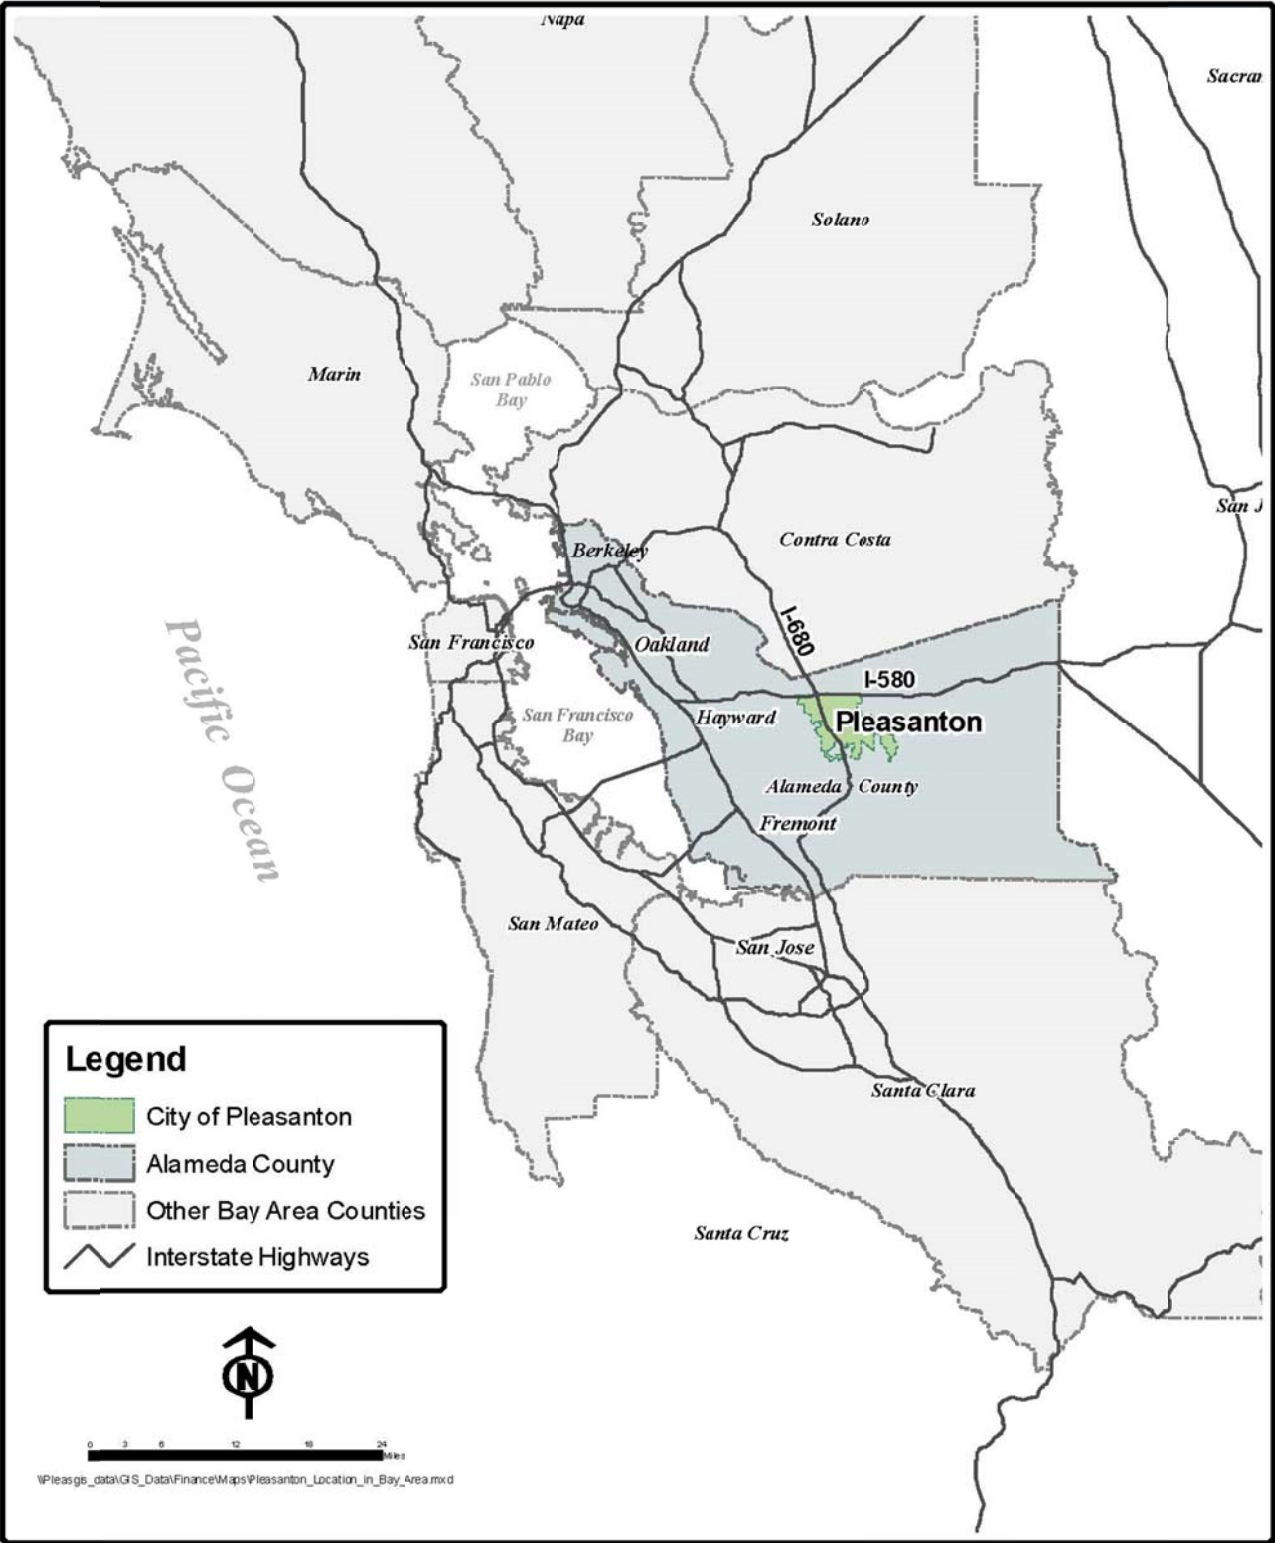 Napa
Sacra
Solano
Marin
San Pablo
Bay
San J
Contra Costa
Berkeley
I-680
San Francisco
Oakland
I-580
Pacific Ocean
San Francisco
Bay
Hayward
Pleasanton
Alameda County
Fremont
San Mateo
San Jose
Santa Clara
Santa Cruz
Legend
City of Pleasanton
Alameda County
Other Bay Area Counties
Interstate Highways
N
0 3 6 12 18 24
Miles
\\Pleasgis_data\GIS_Data\Finance\Maps\Pleasanton_Location_in_Bay_Area.mxd